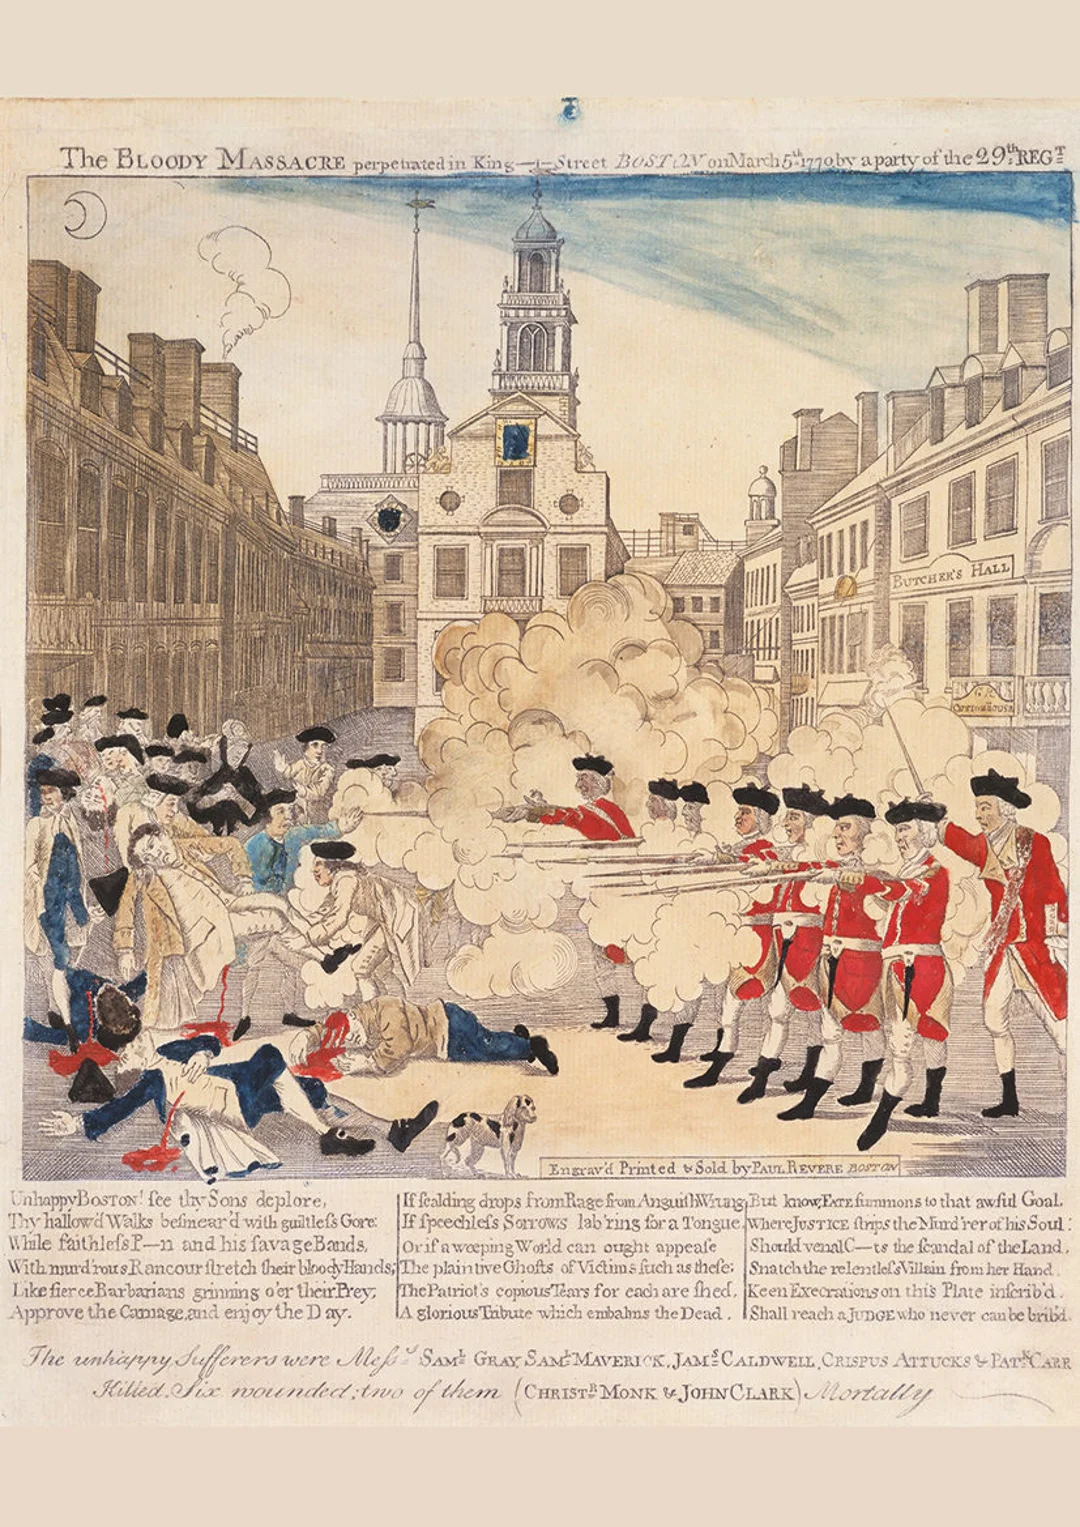 The BLOODY MASSACRE perpetrated in King—Street BOSTON on March 5th 1770 by a party of the 29th REGT
BUTCHER'S HALL
CUSTOMHOUSE
Engrav'd Printed & Sold by PAUL REVERE BOSTON
Unhappy BOSTON! ſee thy Sons deplore,
Thy hallow'd Walks beſmear'd with guiltleſs Gore:
While faithleſs P—n and his ſavage Bands,
With murd'rous Rancour ſtretch their bloody Hands;
Like fierce Barbarians grinning o'er their Prey,
Approve the Carnage, and enjoy the Day.
If ſcalding drops from Rage from Anguiſh Wrung
If ſpeechleſs Sorrows lab'ring for a Tongue,
Or if a weeping World can ought appeaſe
The plaintive Ghoſts of Victims ſuch as theſe;
The Patriot's copious Tears for each are ſhed,
A glorious Tribute which embalms the Dead.
But know, FATE ſummons to that awful Goal.
Where JUSTICE ſtrips the Murd'rer of his Soul:
Should venal C—ts the ſcandal of the Land,
Snatch the relentleſs Villain from her Hand.
Keen Execrations on this Plate inſcrib'd.
Shall reach a JUDGE who never can be brib'd.
The unhappy Sufferers were Meſſs SAML GRAY, SAML MAVERICK, JAMS CALDWELL, CRISPUS ATTUCKS & PATK CARR
Killed. Six wounded; two of them (CHRISTR MONK & JOHN CLARK) Mortally